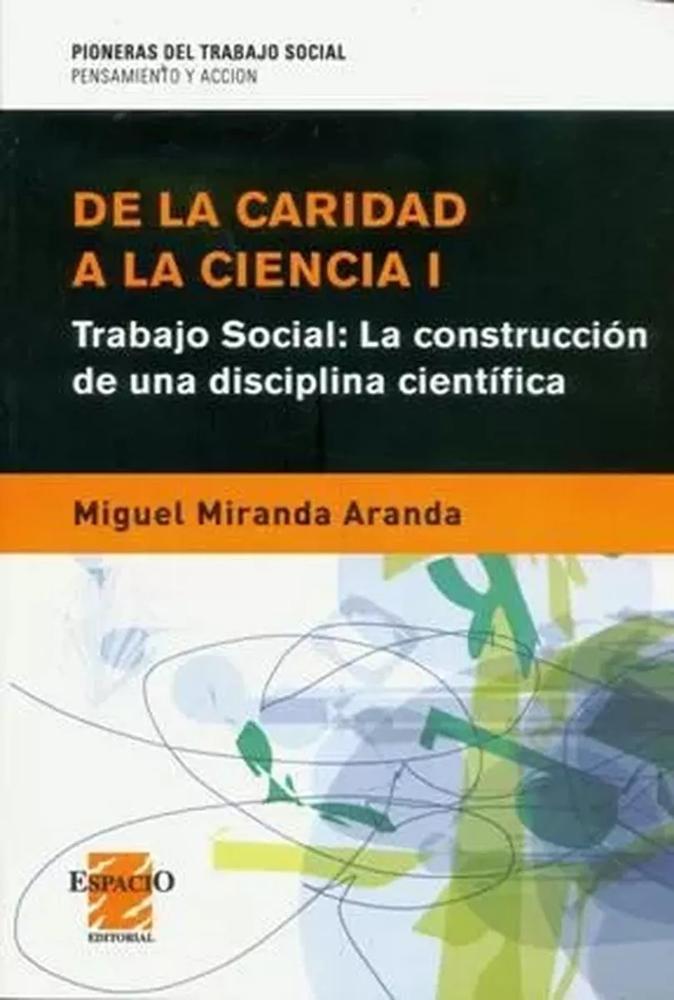 PIONERAS DEL TRABAJO SOCIAL
PENSAMIENTO Y ACCION
DE LA CARIDAD
A LA CIENCIA I
Trabajo Social: La construcción
de una disciplina científica
Miguel Miranda Aranda
ESPACIO
EDITORIAL